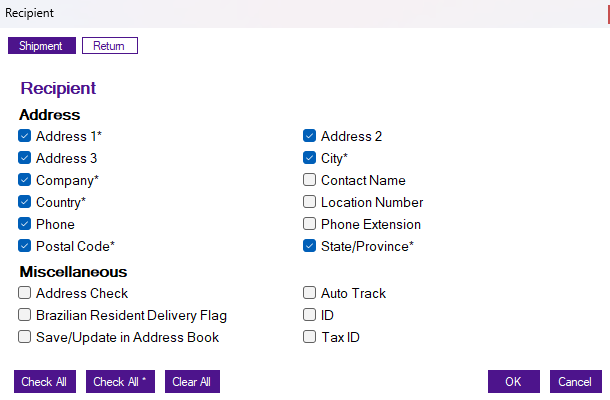 Recipient
Shipment Return
Recipient
Address
Address 1* Address 2
Address 3 City*
Company* Contact Name
Country* Location Number
Phone Phone Extension
Postal Code* State/Province*
Miscellaneous
Address Check Auto Track
Brazilian Resident Delivery Flag ID
Save/Update in Address Book Tax ID
Check All Check All * Clear All OK Cancel